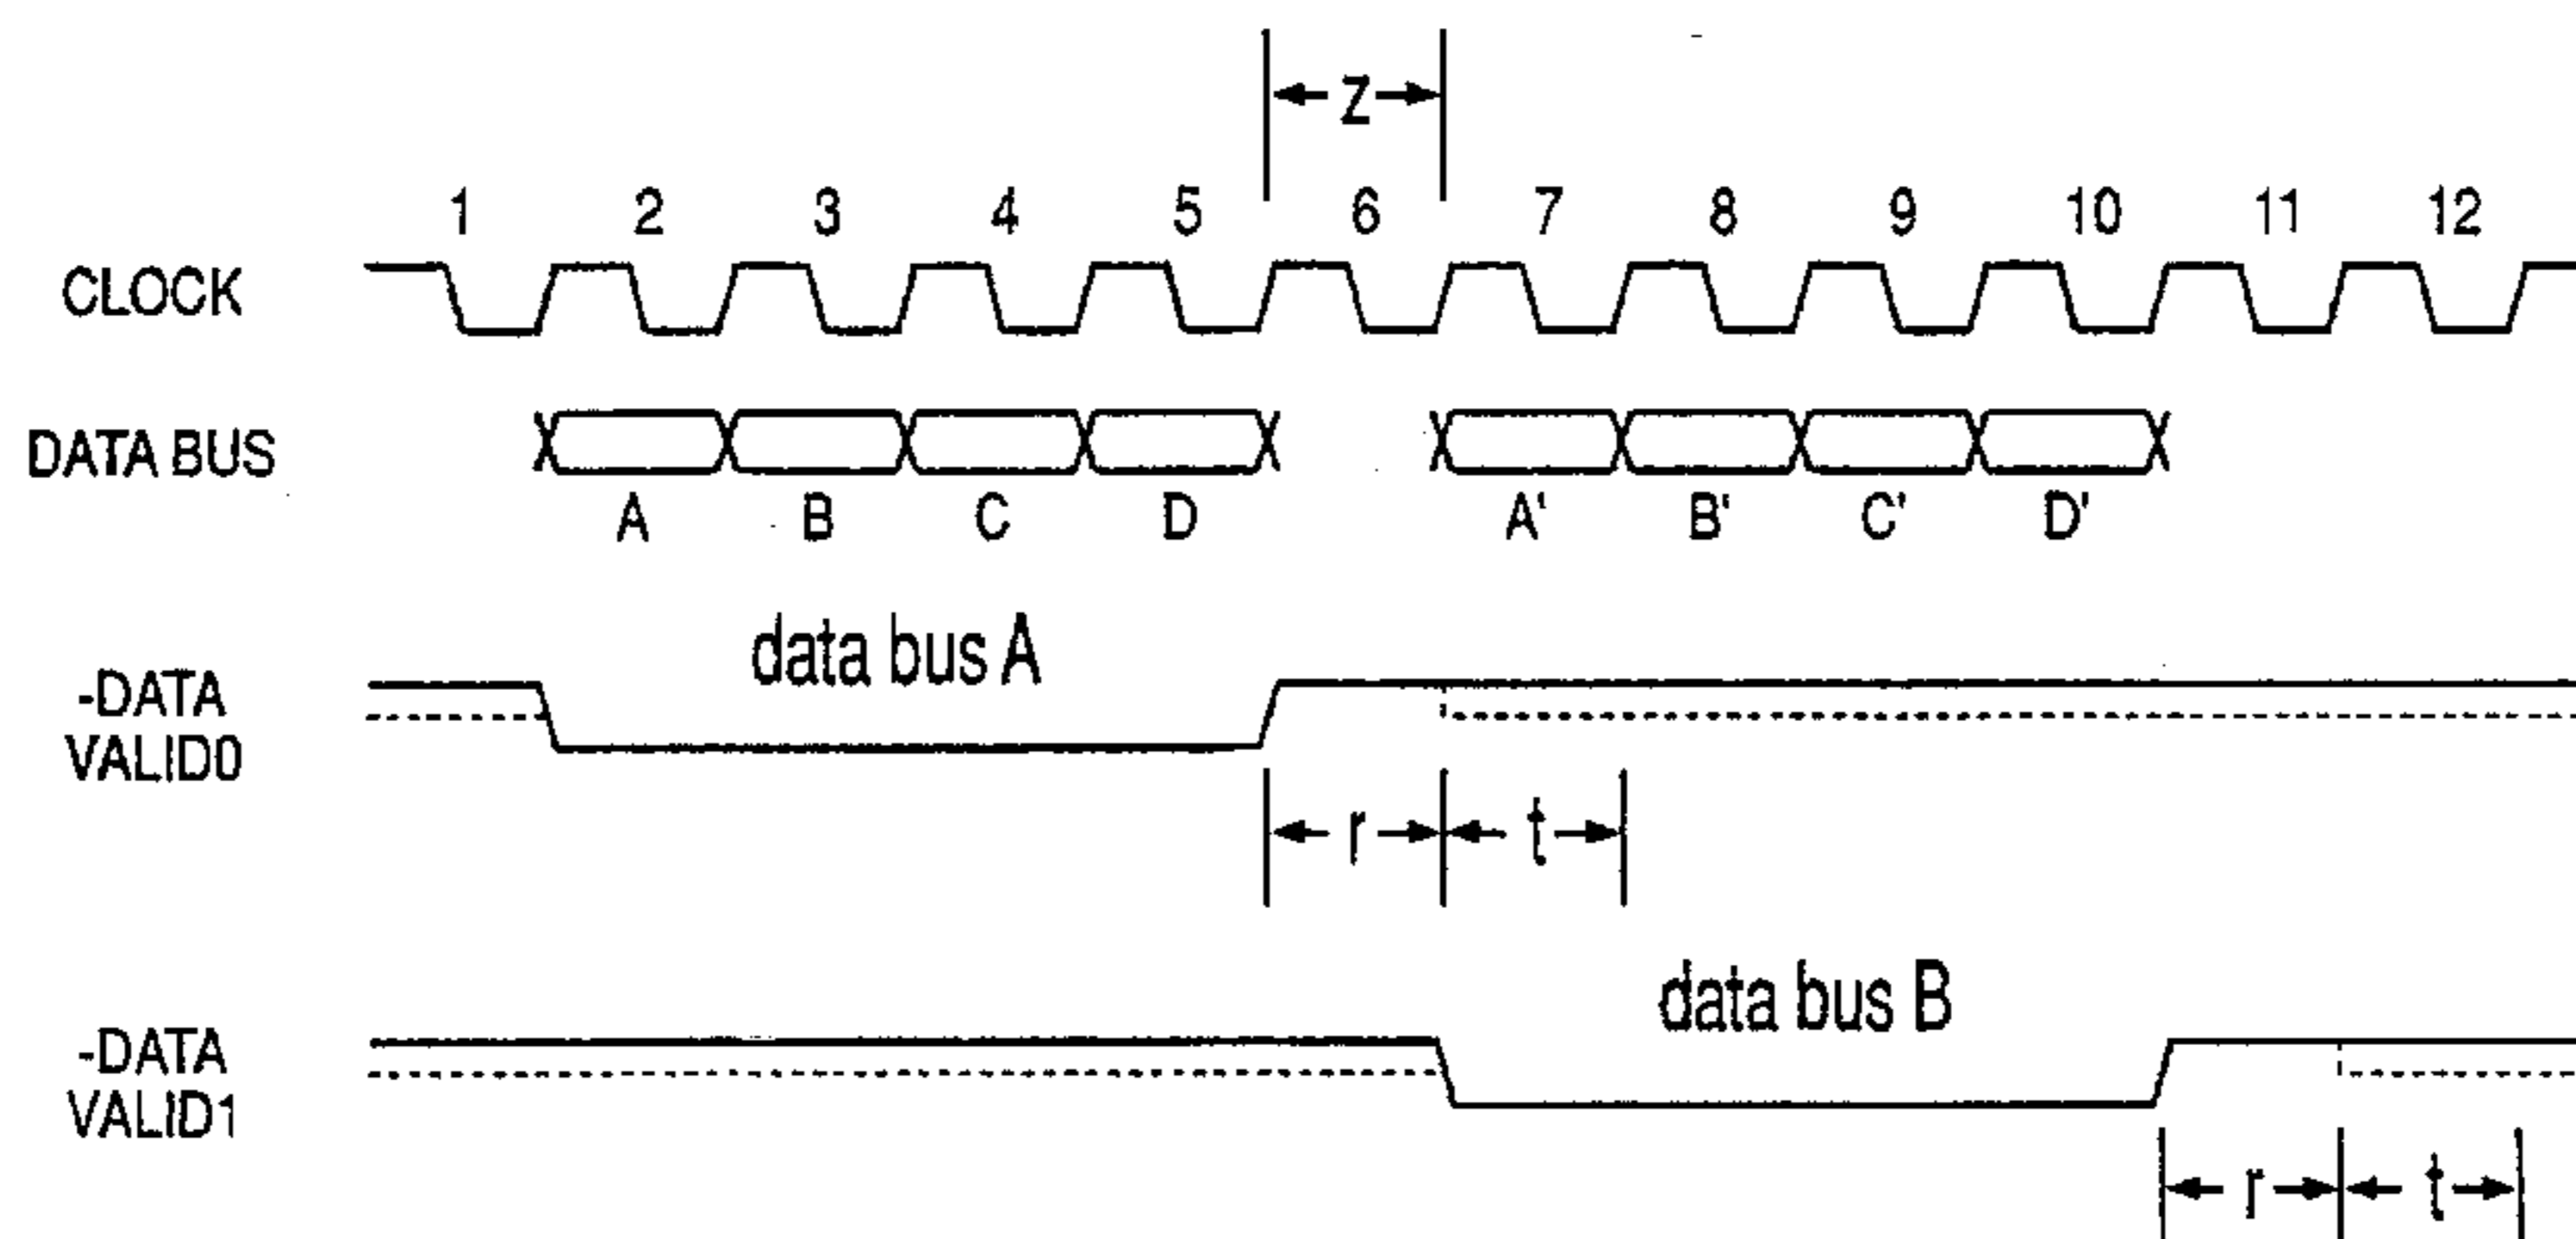 z
1 2 3 4 5 6 7 8 9 10 11 12
CLOCK
DATA BUS
A B C D A' B' C' D'
data bus A
-DATA
VALID0
r t
data bus B
-DATA
VALID1
r t